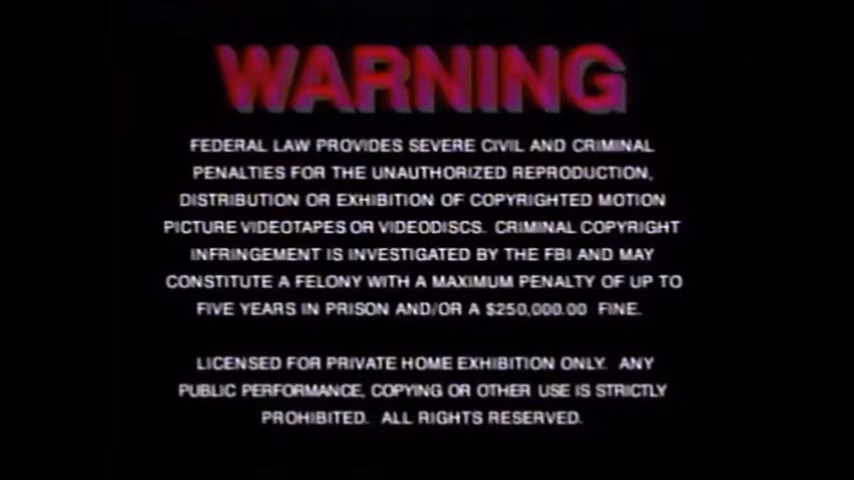 WARNING
FEDERAL LAW PROVIDES SEVERE CIVIL AND CRIMINAL
PENALTIES FOR THE UNAUTHORIZED REPRODUCTION,
DISTRIBUTION OR EXHIBITION OF COPYRIGHTED MOTION
PICTURE VIDEOTAPES OR VIDEODISCS. CRIMINAL COPYRIGHT
INFRINGEMENT IS INVESTIGATED BY THE FBI AND MAY
CONSTITUTE A FELONY WITH A MAXIMUM PENALTY OF UP TO
FIVE YEARS IN PRISON AND/OR A $250,000.00 FINE.
LICENSED FOR PRIVATE HOME EXHIBITION ONLY. ANY
PUBLIC PERFORMANCE, COPYING OR OTHER USE IS STRICTLY
PROHIBITED. ALL RIGHTS RESERVED.